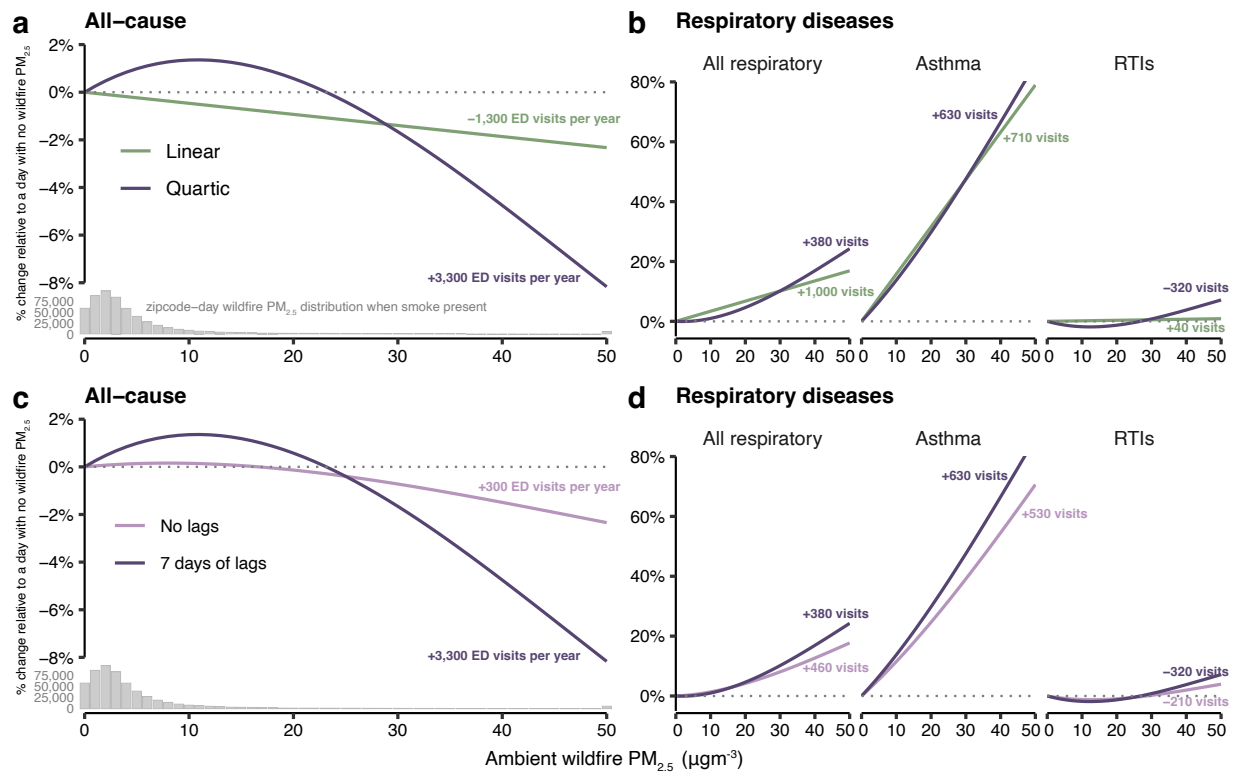 a All−cause
% change relative to a day with no wildfire PM2.5
2%
0%
−2%
−4%
−6%
−8%
−1,300 ED visits per year
Linear
Quartic
+3,300 ED visits per year
zipcode−day wildfire PM2.5 distribution when smoke present
75,000
50,000
25,000
0
0 10 20 30 40 50
b Respiratory diseases
All respiratory Asthma RTIs
80%
60%
40%
20%
0%
+380 visits
+1,000 visits
+630 visits
+710 visits
−320 visits
+40 visits
0 10 20 30 40 50 0 10 20 30 40 50 0 10 20 30 40 50
c All−cause
% change relative to a day with no wildfire PM2.5
2%
0%
−2%
−4%
−6%
−8%
+300 ED visits per year
No lags
7 days of lags
+3,300 ED visits per year
75,000
50,000
25,000
0
0 10 20 30 40 50
d Respiratory diseases
All respiratory Asthma RTIs
80%
60%
40%
20%
0%
+380 visits
+460 visits
+630 visits
+530 visits
−320 visits
−210 visits
0 10 20 30 40 50 0 10 20 30 40 50 0 10 20 30 40 50
Ambient wildfire PM2.5 (µgm-3)